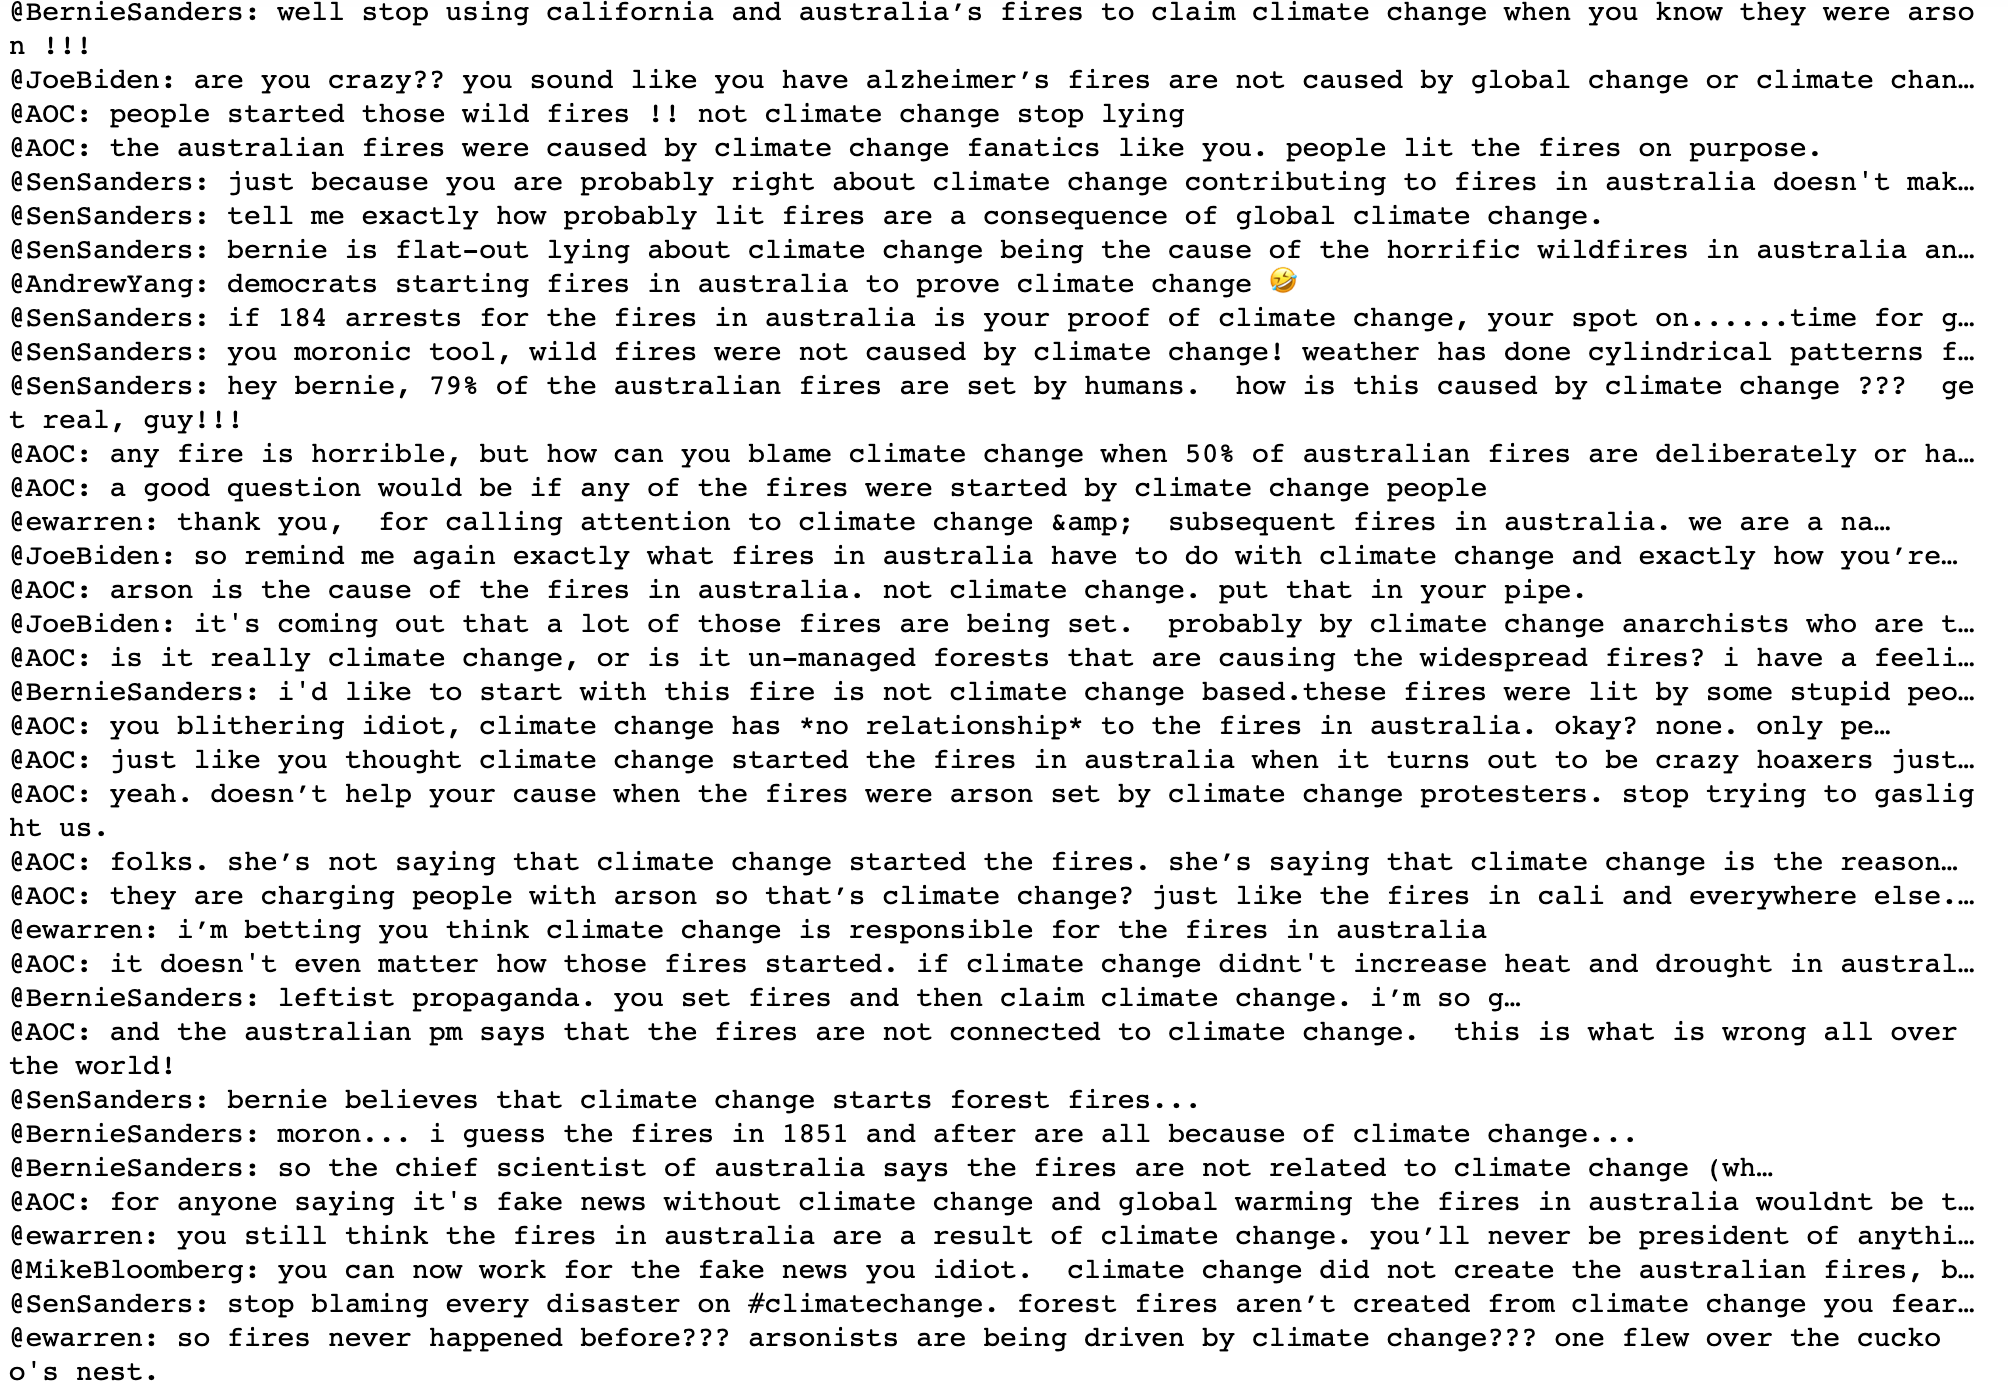 @BernieSanders: well stop using california and australia’s fires to claim climate change when you know they were arso
n !!!
@JoeBiden: are you crazy?? you sound like you have alzheimer’s fires are not caused by global change or climate chan…
@AOC: people started those wild fires !! not climate change stop lying
@AOC: the australian fires were caused by climate change fanatics like you. people lit the fires on purpose.
@SenSanders: just because you are probably right about climate change contributing to fires in australia doesn't mak…
@SenSanders: tell me exactly how probably lit fires are a consequence of global climate change.
@SenSanders: bernie is flat-out lying about climate change being the cause of the horrific wildfires in australia an…
@AndrewYang: democrats starting fires in australia to prove climate change 🤣
@SenSanders: if 184 arrests for the fires in australia is your proof of climate change, your spot on......time for g…
@SenSanders: you moronic tool, wild fires were not caused by climate change! weather has done cylindrical patterns f…
@SenSanders: hey bernie, 79% of the australian fires are set by humans.  how is this caused by climate change ???  ge
t real, guy!!!
@AOC: any fire is horrible, but how can you blame climate change when 50% of australian fires are deliberately or ha…
@AOC: a good question would be if any of the fires were started by climate change people
@ewarren: thank you,  for calling attention to climate change &amp;  subsequent fires in australia. we are a na…
@JoeBiden: so remind me again exactly what fires in australia have to do with climate change and exactly how you’re…
@AOC: arson is the cause of the fires in australia. not climate change. put that in your pipe.
@JoeBiden: it's coming out that a lot of those fires are being set.  probably by climate change anarchists who are t…
@AOC: is it really climate change, or is it un-managed forests that are causing the widespread fires? i have a feeli…
@BernieSanders: i'd like to start with this fire is not climate change based.these fires were lit by some stupid peo…
@AOC: you blithering idiot, climate change has *no relationship* to the fires in australia. okay? none. only pe…
@AOC: just like you thought climate change started the fires in australia when it turns out to be crazy hoaxers just…
@AOC: yeah. doesn’t help your cause when the fires were arson set by climate change protesters. stop trying to gaslig
ht us.
@AOC: folks. she’s not saying that climate change started the fires. she’s saying that climate change is the reason…
@AOC: they are charging people with arson so that’s climate change? just like the fires in cali and everywhere else.…
@ewarren: i’m betting you think climate change is responsible for the fires in australia
@AOC: it doesn't even matter how those fires started. if climate change didnt't increase heat and drought in austral…
@BernieSanders: leftist propaganda. you set fires and then claim climate change. i’m so g…
@AOC: and the australian pm says that the fires are not connected to climate change.  this is what is wrong all over
the world!
@SenSanders: bernie believes that climate change starts forest fires...
@BernieSanders: moron... i guess the fires in 1851 and after are all because of climate change...
@BernieSanders: so the chief scientist of australia says the fires are not related to climate change (wh…
@AOC: for anyone saying it's fake news without climate change and global warming the fires in australia wouldnt be t…
@ewarren: you still think the fires in australia are a result of climate change. you’ll never be president of anythi…
@MikeBloomberg: you can now work for the fake news you idiot.  climate change did not create the australian fires, b…
@SenSanders: stop blaming every disaster on #climatechange. forest fires aren’t created from climate change you fear…
@ewarren: so fires never happened before??? arsonists are being driven by climate change??? one flew over the cucko
o's nest.